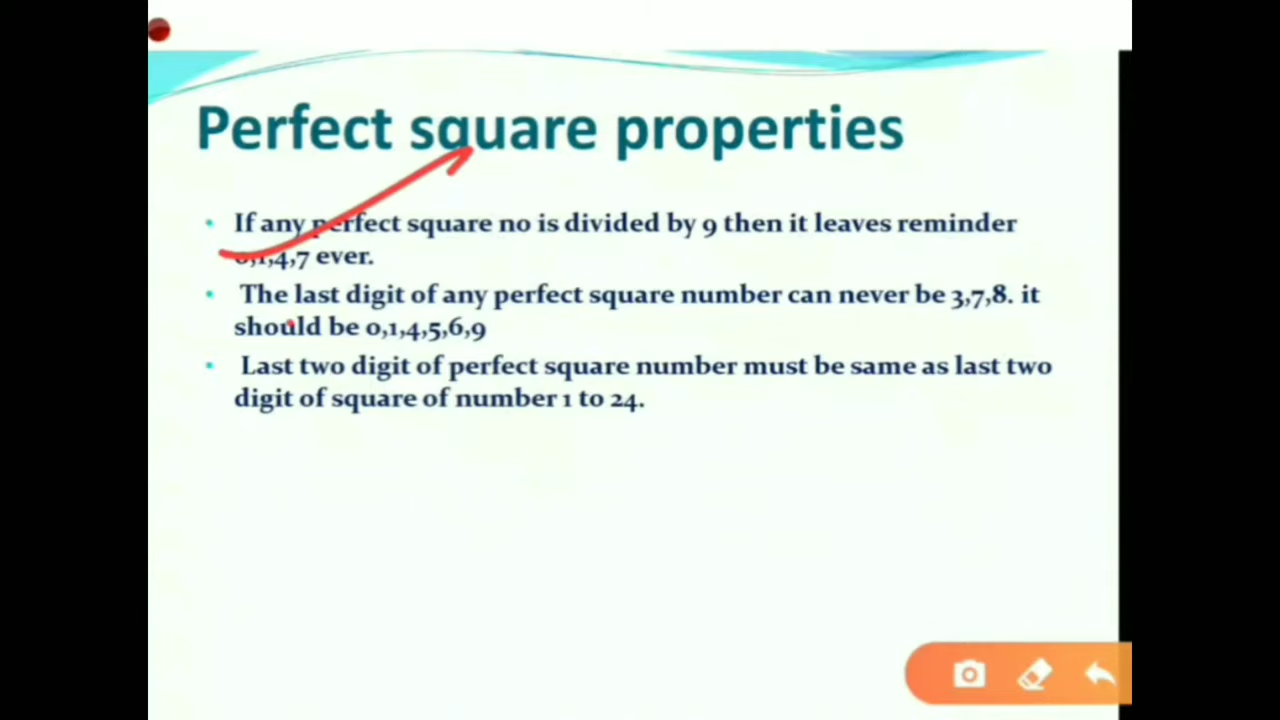 Perfect square properties
• If any perfect square no is divided by 9 then it leaves reminder
0,1,4,7 ever.
• The last digit of any perfect square number can never be 3,7,8. it
should be 0,1,4,5,6,9
• Last two digit of perfect square number must be same as last two
digit of square of number 1 to 24.